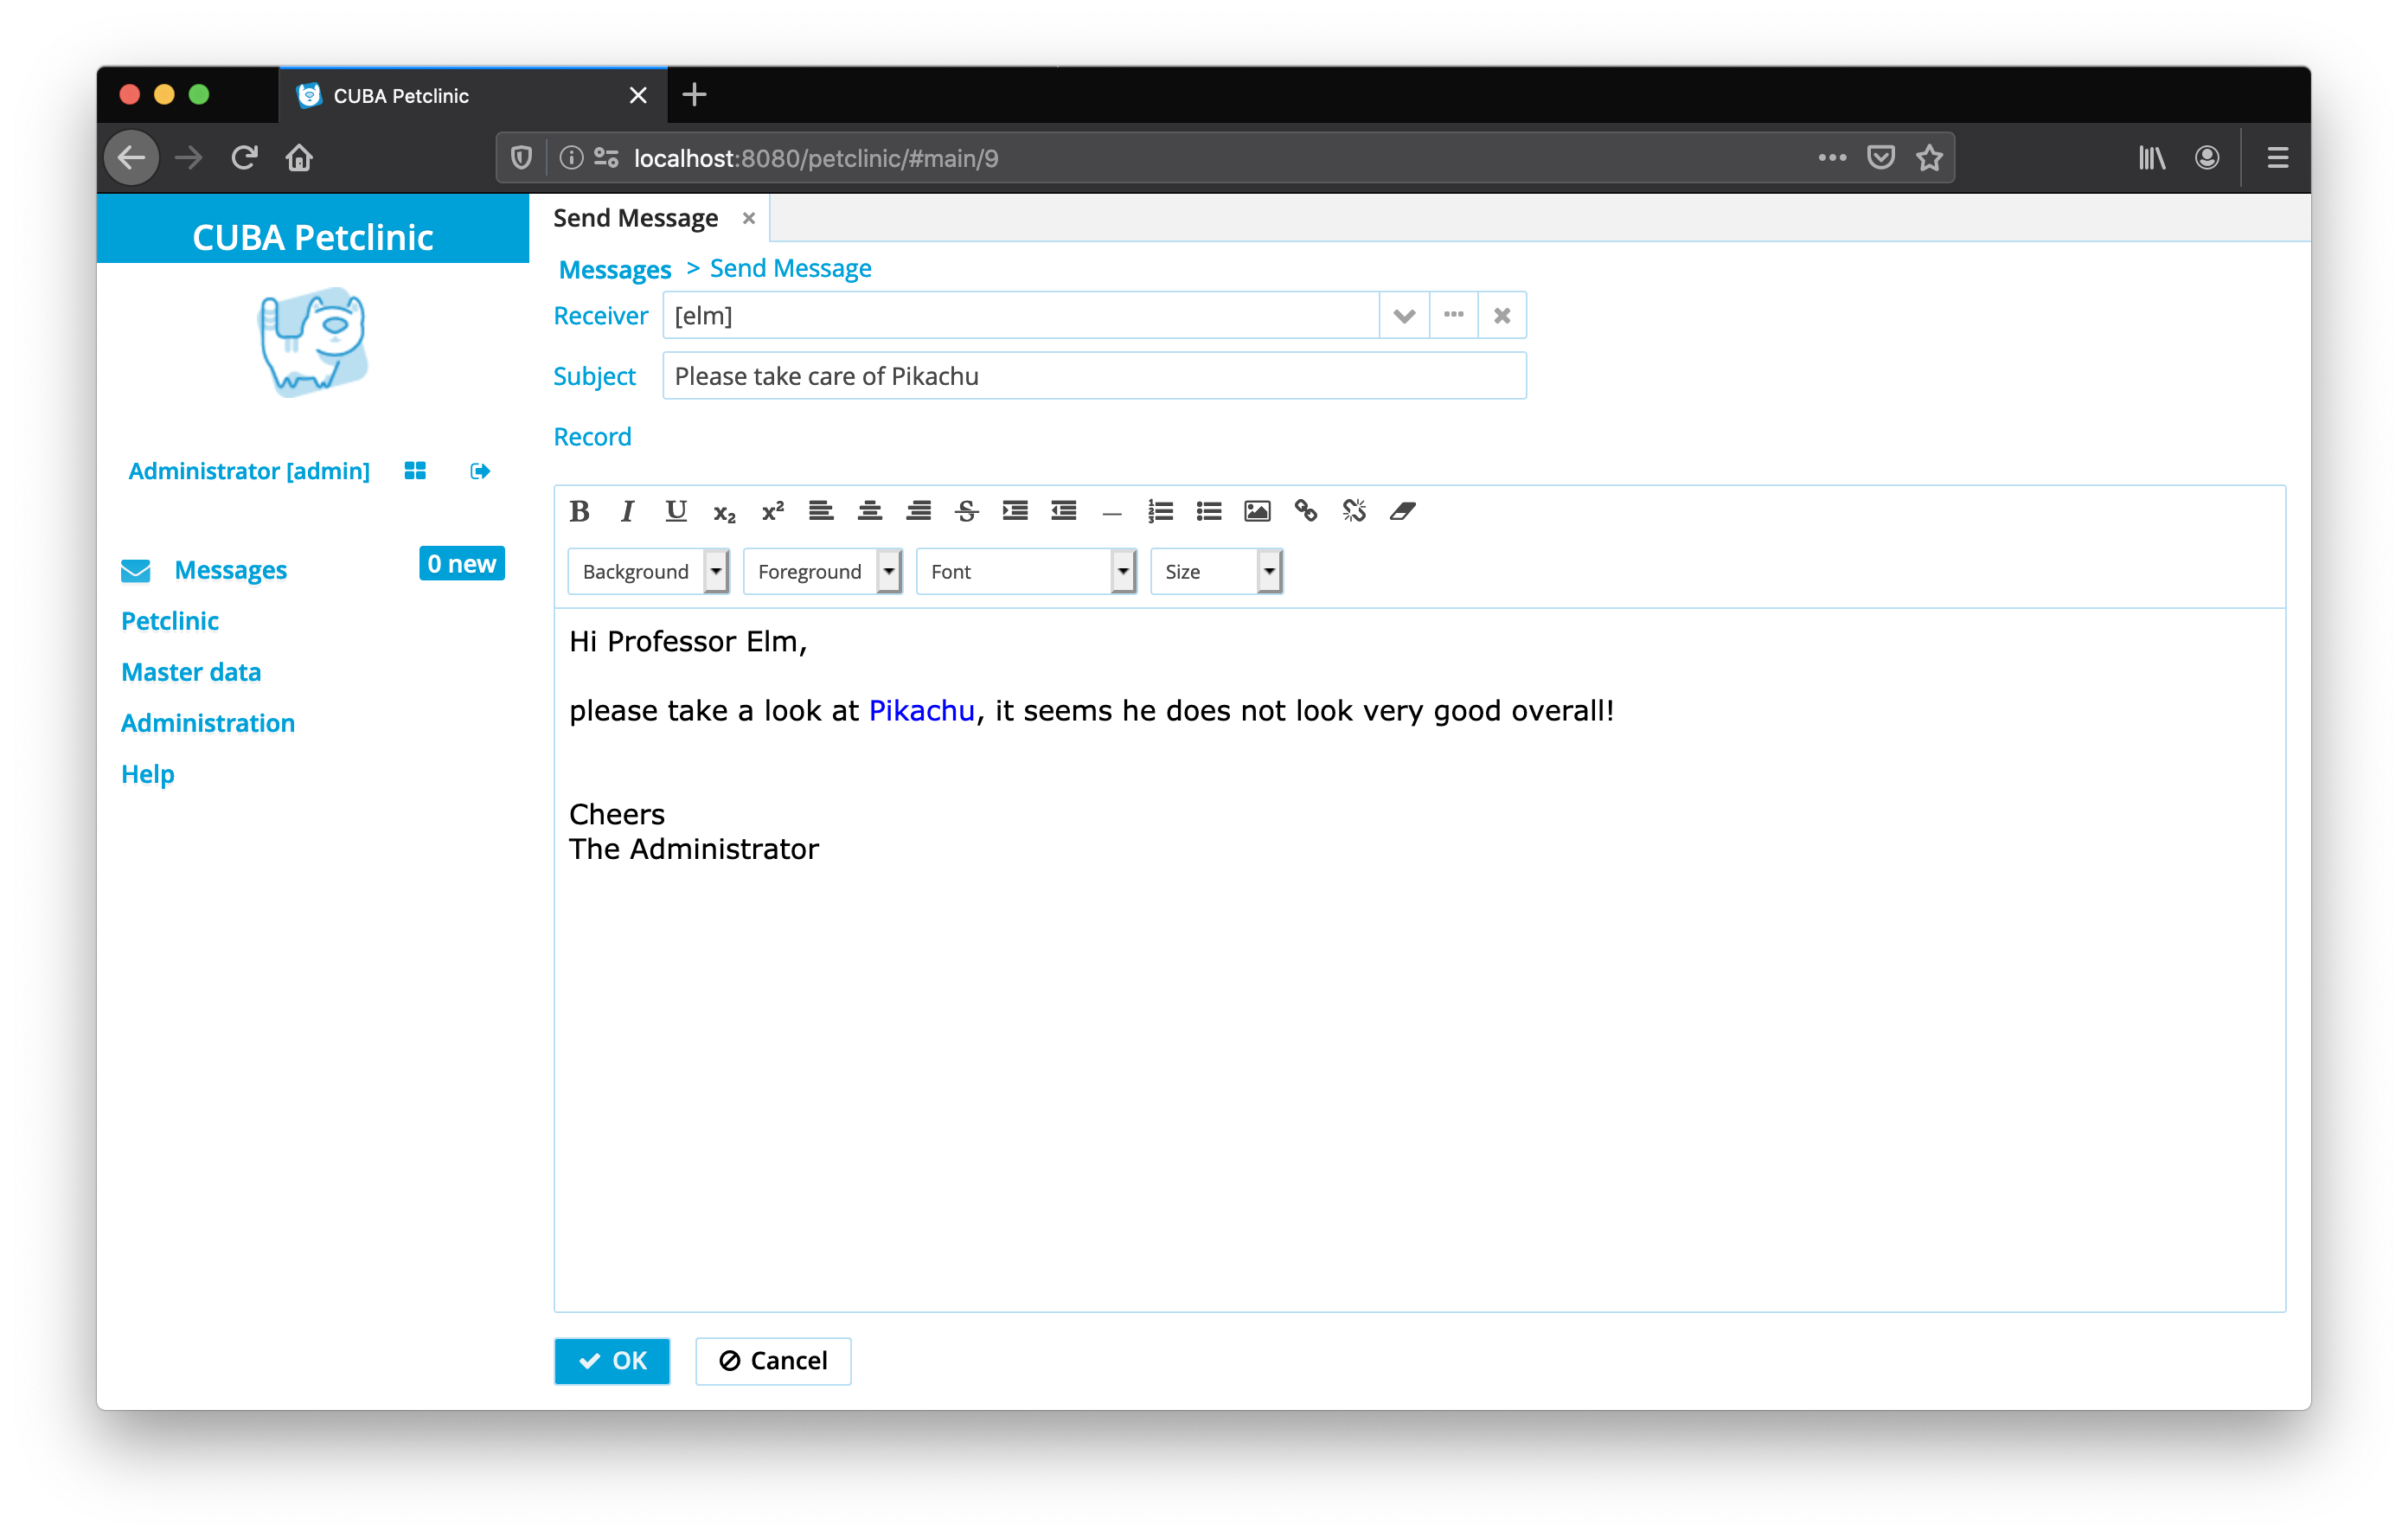 CUBA Petclinic
localhost:8080/petclinic/#main/9
CUBA Petclinic
Administrator [admin]
Messages 0 new
Petclinic
Master data
Administration
Help
Send Message
Messages > Send Message
Receiver [elm]
Subject Please take care of Pikachu
Record
B I U x₂ x² S
Background Foreground Font Size
Hi Professor Elm,
please take a look at Pikachu, it seems he does not look very good overall!
Cheers
The Administrator
OK Cancel